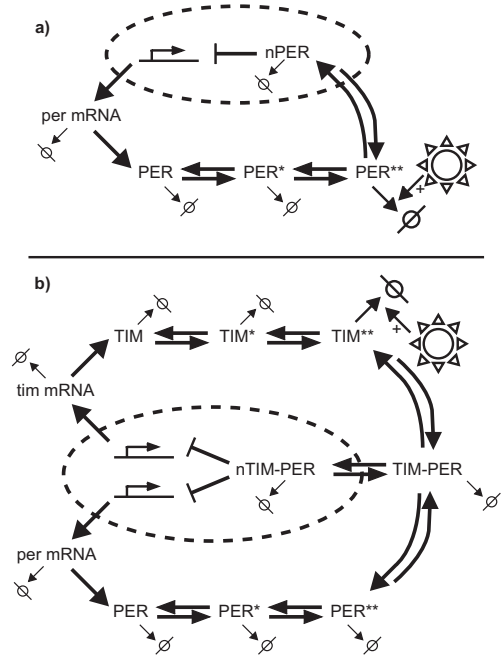 a)
nPER
per mRNA
PER PER* PER**
+
b)
TIM TIM* TIM**
+
tim mRNA
nTIM-PER TIM-PER
per mRNA
PER PER* PER**